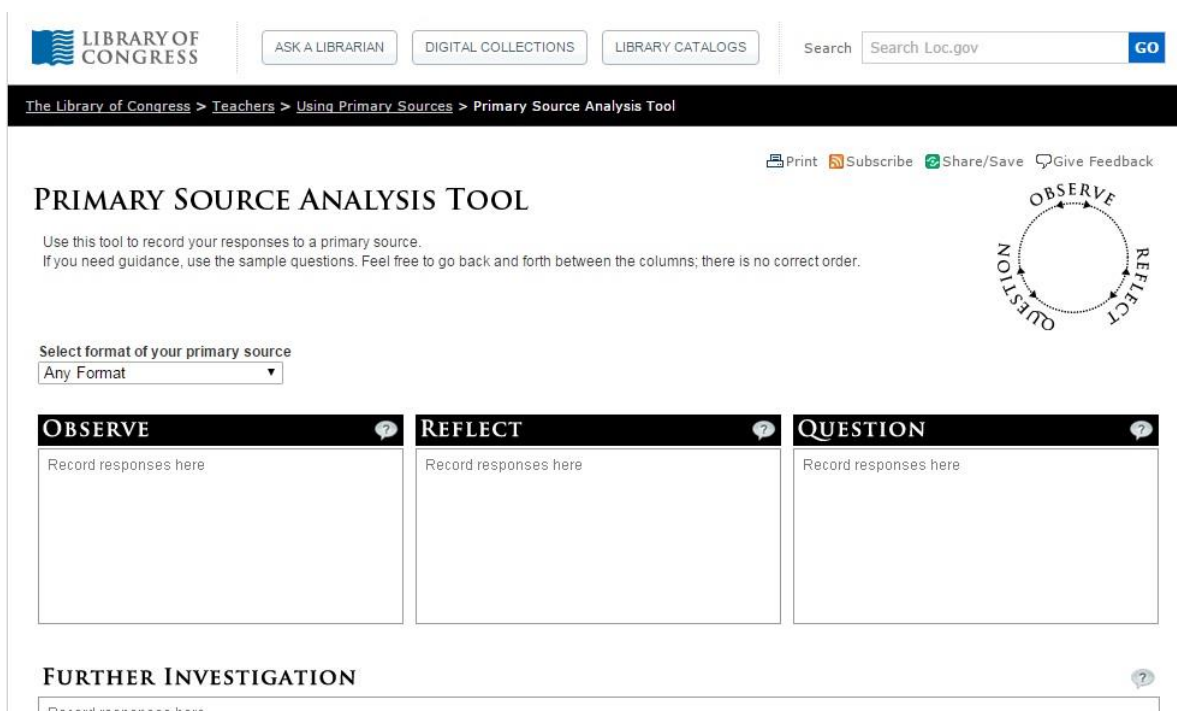 LIBRARY OF
CONGRESS
ASK A LIBRARIAN
DIGITAL COLLECTIONS
LIBRARY CATALOGS
Search
Search Loc.gov
GO
The Library of Congress > Teachers > Using Primary Sources > Primary Source Analysis Tool
Print Subscribe Share/Save Give Feedback
PRIMARY SOURCE ANALYSIS TOOL
OBSERVE
REFLECT
QUESTION
Use this tool to record your responses to a primary source.
If you need guidance, use the sample questions. Feel free to go back and forth between the columns; there is no correct order.
Select format of your primary source
Any Format
OBSERVE ?
Record responses here
REFLECT ?
Record responses here
QUESTION ?
Record responses here
FURTHER INVESTIGATION ?
Record responses here